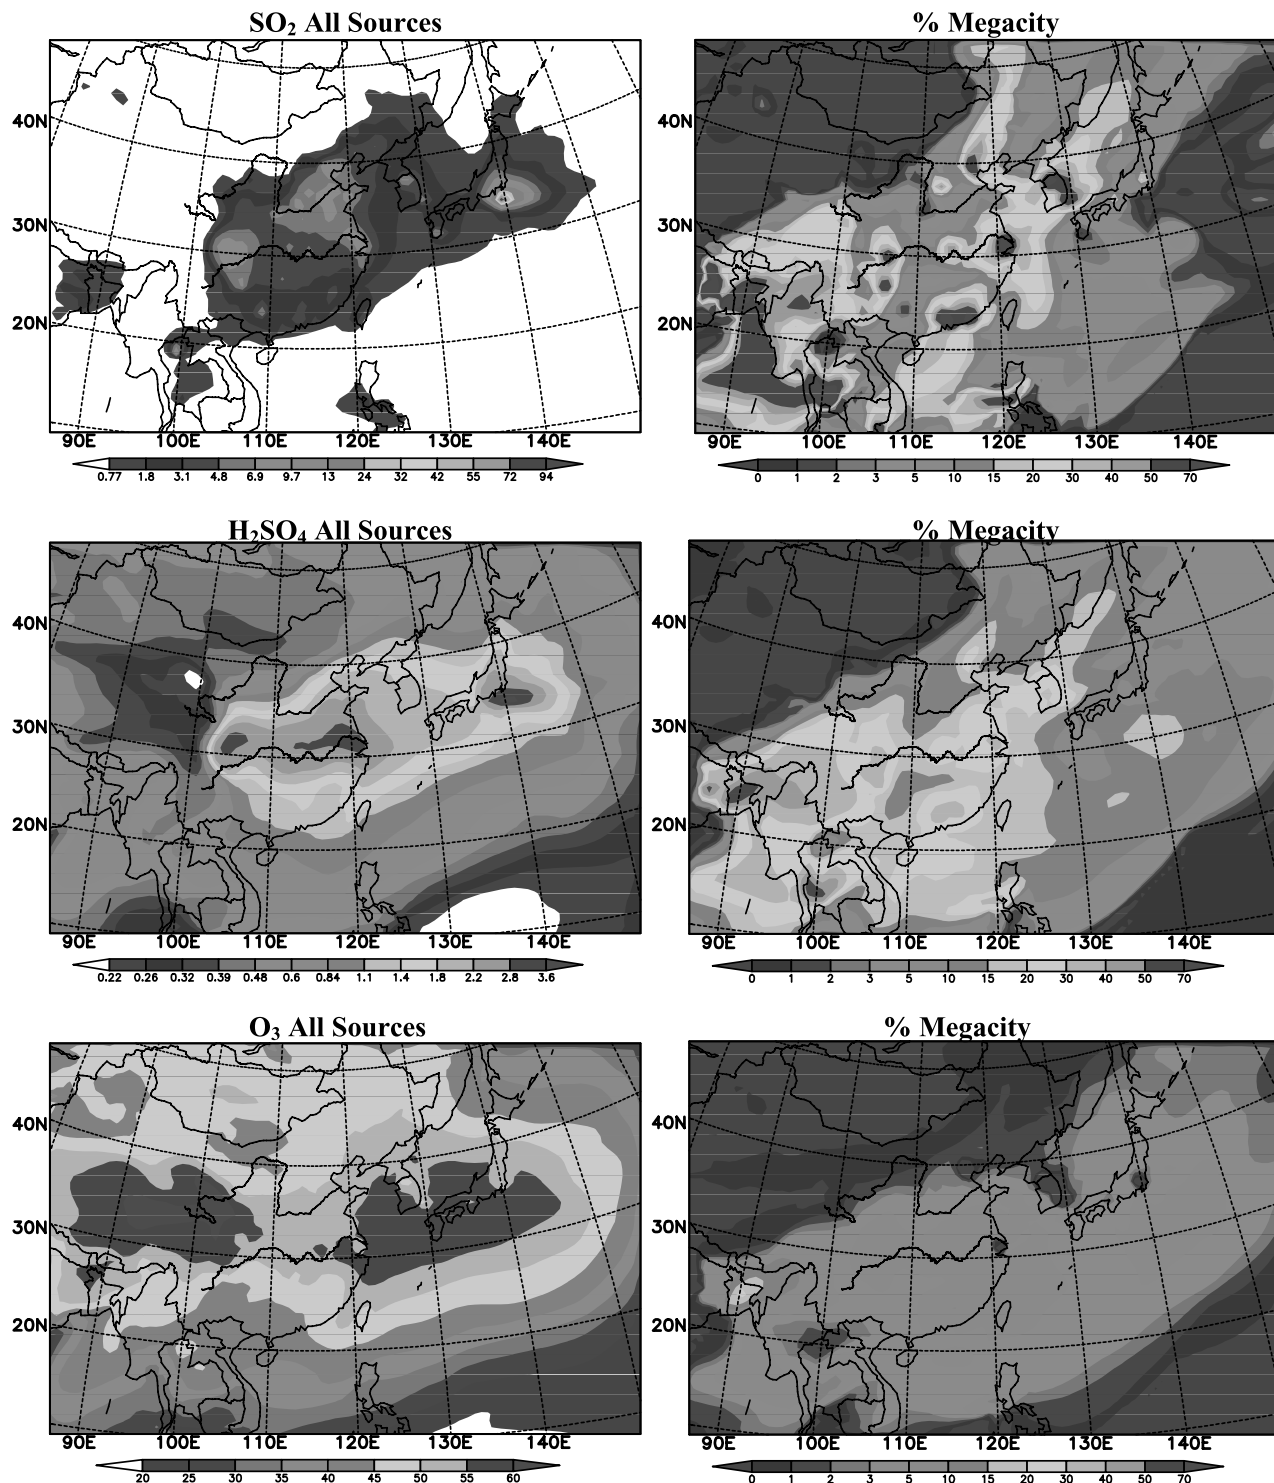 SO₂ All Sources
% Megacity
40N
30N
20N
90E 100E 110E 120E 130E 140E
0.77 1.8 3.1 4.8 6.9 9.7 13 24 32 42 55 72 94
40N
30N
20N
90E 100E 110E 120E 130E 140E
0 1 2 3 5 10 15 20 30 40 50 70
H₂SO₄ All Sources
% Megacity
40N
30N
20N
90E 100E 110E 120E 130E 140E
0.22 0.26 0.32 0.39 0.48 0.6 0.84 1.1 1.4 1.8 2.2 2.8 3.6
40N
30N
20N
90E 100E 110E 120E 130E 140E
0 1 2 3 5 10 15 20 30 40 50 70
O₃ All Sources
% Megacity
40N
30N
20N
90E 100E 110E 120E 130E 140E
20 25 30 35 40 45 50 55 60
40N
30N
20N
90E 100E 110E 120E 130E 140E
0 1 2 3 5 10 15 20 30 40 50 70